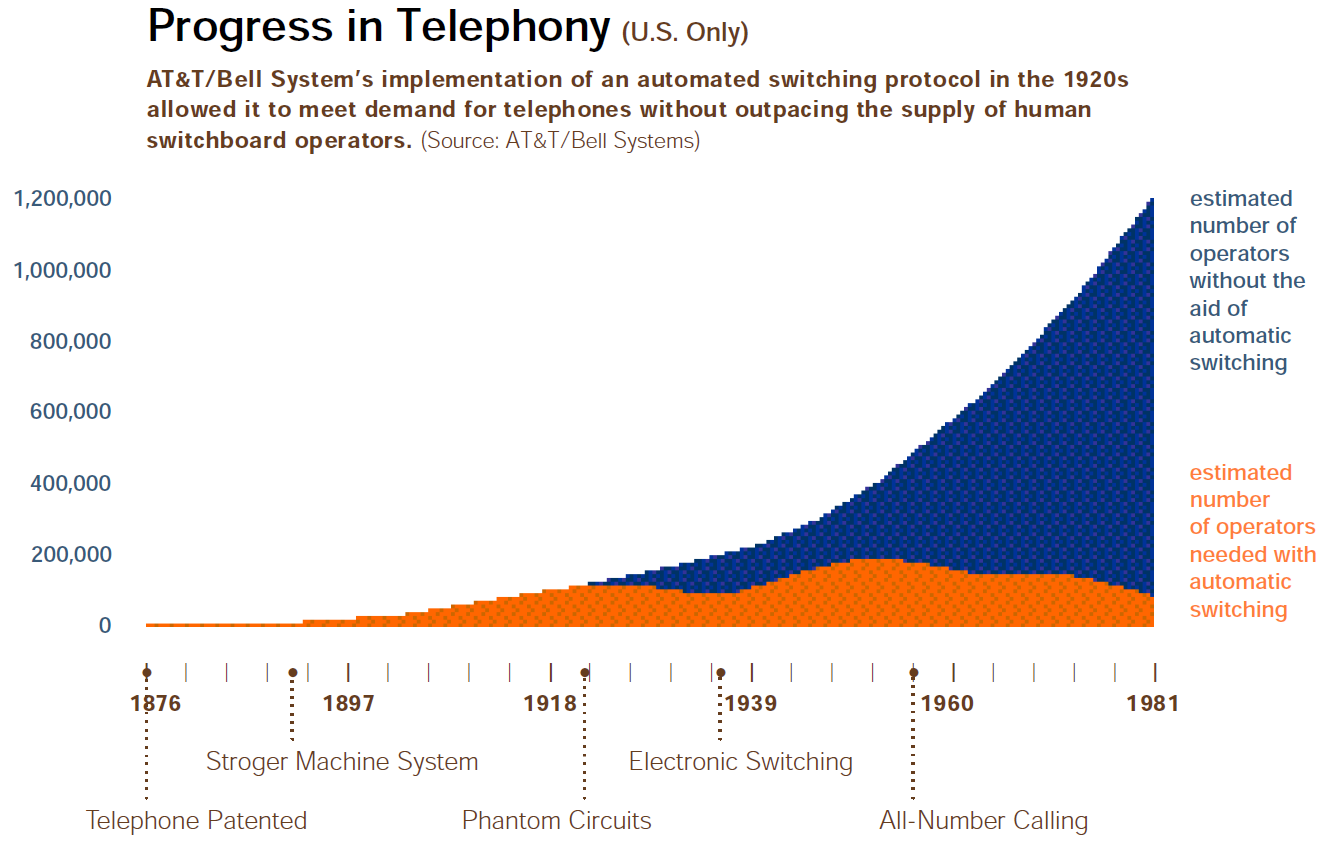 Progress in Telephony (U.S. Only)
AT&T/Bell System's implementation of an automated switching protocol in the 1920s
allowed it to meet demand for telephones without outpacing the supply of human
switchboard operators. (Source: AT&T/Bell Systems)
1,200,000
1,000,000
800,000
600,000
400,000
200,000
0
estimated
number of
operators
without the
aid of
automatic
switching
estimated
number
of operators
needed with
automatic
switching
1876 1897 1918 1939 1960 1981
Stroger Machine System Electronic Switching
Telephone Patented Phantom Circuits All-Number Calling